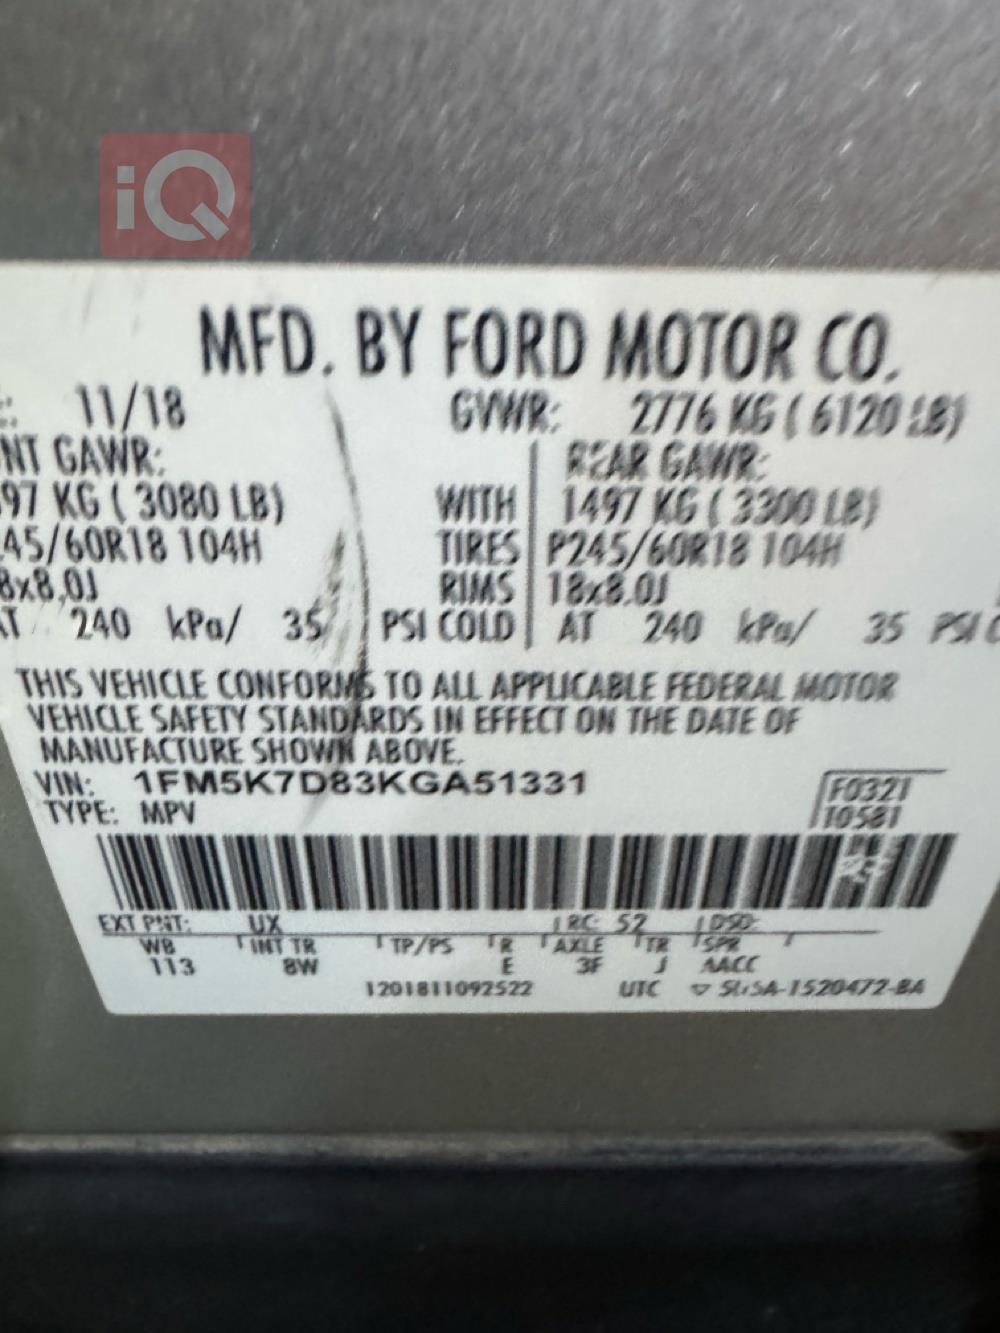 iQ
MFD. BY FORD MOTOR CO.
11/18 GVWR: 2776 KG ( 6120 LB)
NT GAWR: REAR GAWR:
97 KG ( 3080 LB) WITH 1497 KG ( 3300 LB)
45/60R18 104H TIRES P245/60R18 104H
8x8.0J RIMS 18x8.0J
AT 240 kPa/ 35 PSI COLD AT 240 kPa/ 35 PSI
THIS VEHICLE CONFORMS TO ALL APPLICABLE FEDERAL MOTOR
VEHICLE SAFETY STANDARDS IN EFFECT ON THE DATE OF
MANUFACTURE SHOWN ABOVE.
VIN: 1FM5K7D83KGA51331 F0321
TYPE: MPV T0581
EXT PNT: UX RC: 52 DSO:
WB INT TR TP/PS R AXLE TR SPR
113 8W E 3F J AACC
1201811092522 UTC